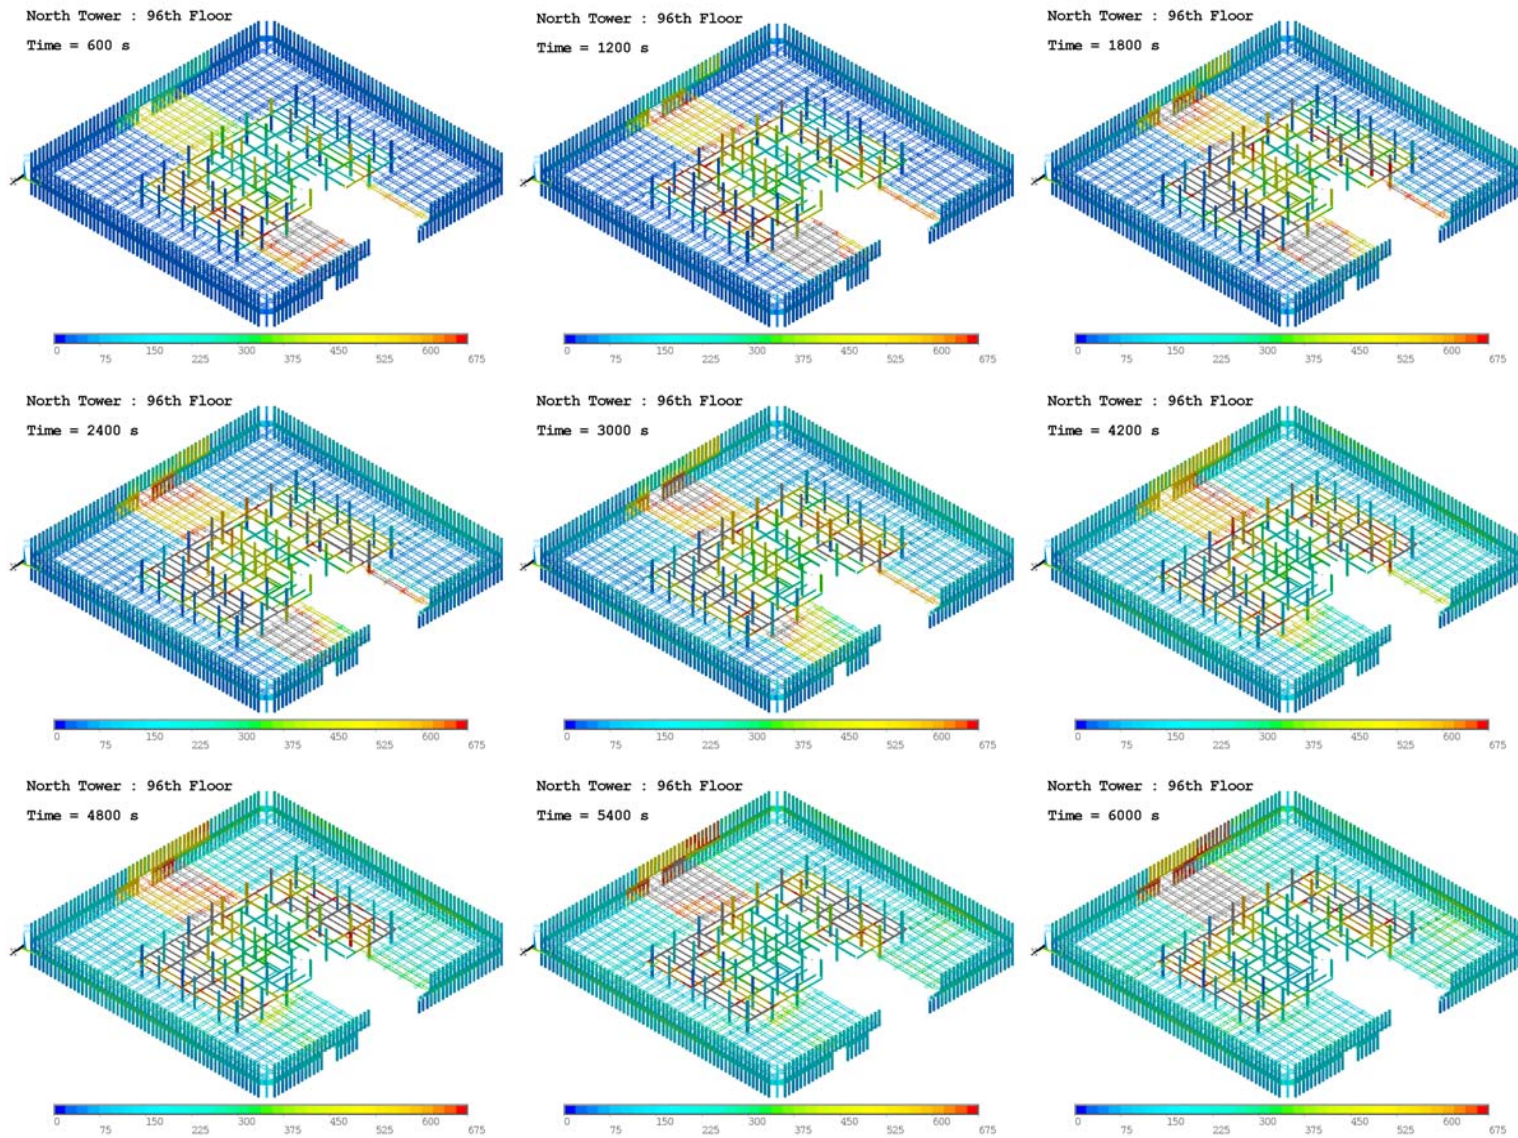 North Tower : 96th Floor
Time = 600 s
0 75 150 225 300 375 450 525 600 675
North Tower : 96th Floor
Time = 1200 s
0 75 150 225 300 375 450 525 600 675
North Tower : 96th Floor
Time = 1800 s
0 75 150 225 300 375 450 525 600 675
North Tower : 96th Floor
Time = 2400 s
0 75 150 225 300 375 450 525 600 675
North Tower : 96th Floor
Time = 3000 s
0 75 150 225 300 375 450 525 600 675
North Tower : 96th Floor
Time = 4200 s
0 75 150 225 300 375 450 525 600 675
North Tower : 96th Floor
Time = 4800 s
0 75 150 225 300 375 450 525 600 675
North Tower : 96th Floor
Time = 5400 s
0 75 150 225 300 375 450 525 600 675
North Tower : 96th Floor
Time = 6000 s
0 75 150 225 300 375 450 525 600 675